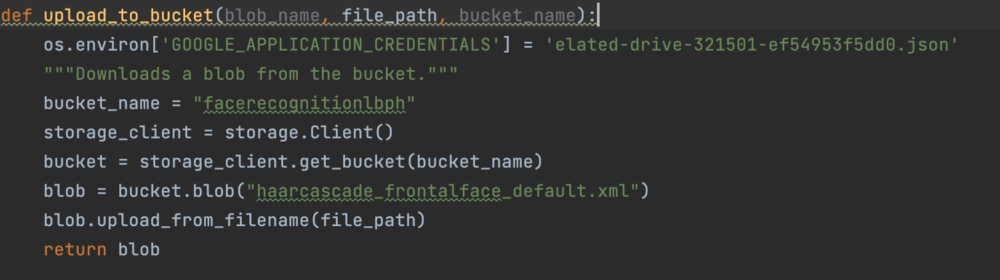 def upload_to_bucket(blob_name, file_path, bucket_name):
    os.environ['GOOGLE_APPLICATION_CREDENTIALS'] = 'elated-drive-321501-ef54953f5dd0.json'
    """Downloads a blob from the bucket."""
    bucket_name = "facerecognitionlbph"
    storage_client = storage.Client()
    bucket = storage_client.get_bucket(bucket_name)
    blob = bucket.blob("haarcascade_frontalface_default.xml")
    blob.upload_from_filename(file_path)
    return blob